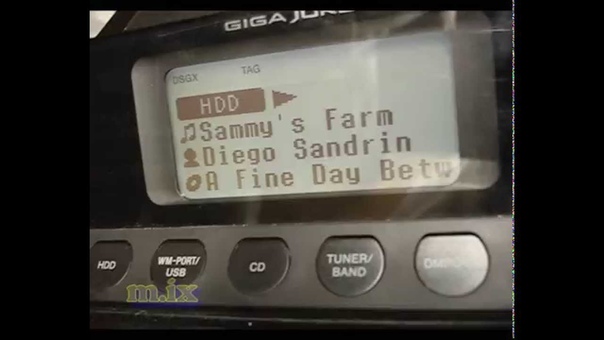 GIGA JUKE
DSGX TAG
HDD
Sammy's Farm
Diego Sandrin
A Fine Day Betw
HDD WM-PORT/ USB CD TUNER/ BAND
m.ix